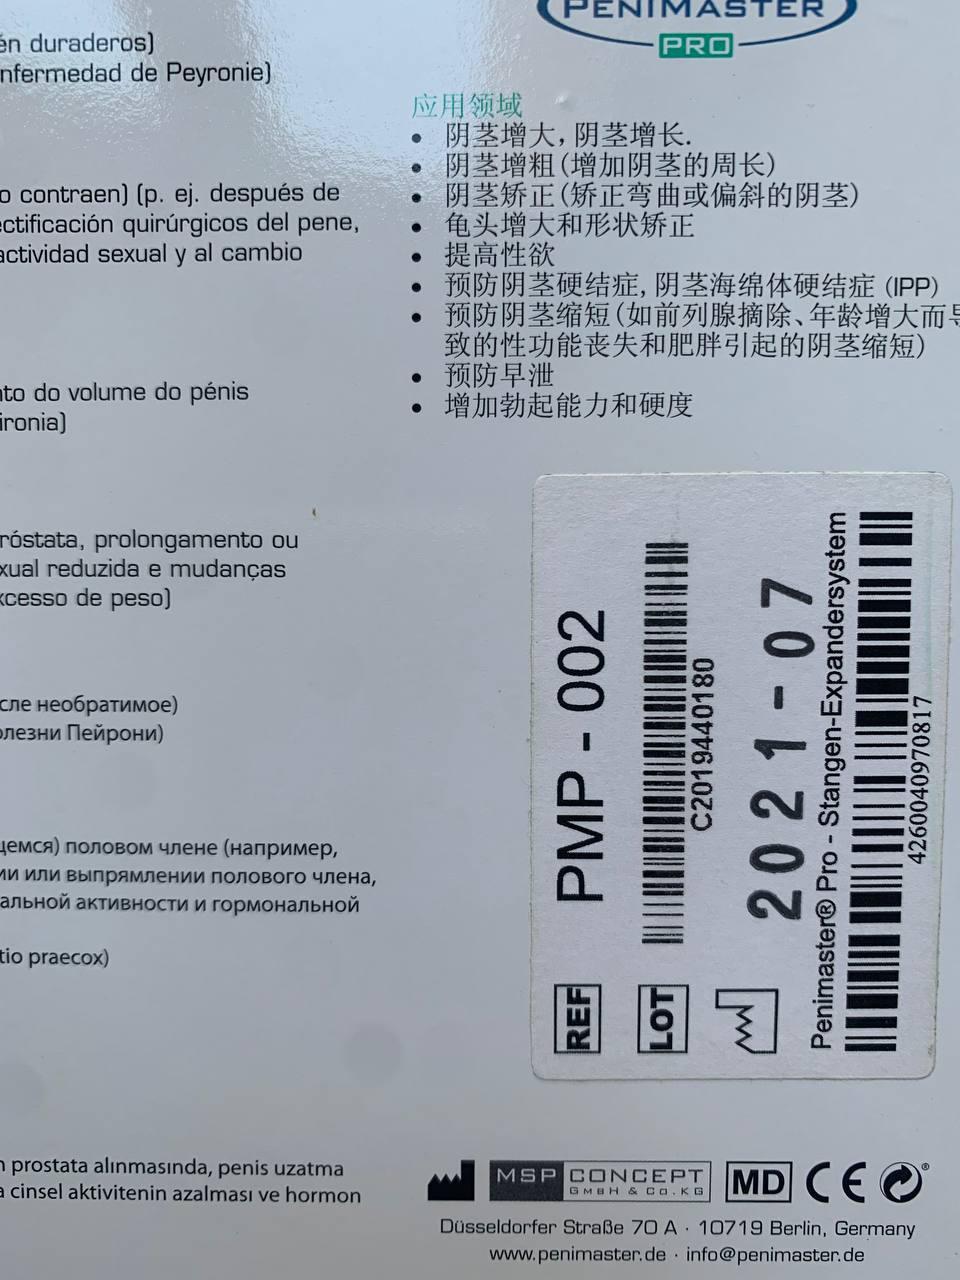 én duraderos)
nfermedad de Peyronie)
o contraen) (p. ej. después de
ectificación quirúrgicos del pene,
actividad sexual y al cambio
nto do volume do pénis
ironia)
róstata, prolongamento ou
xual reduzida e mudanças
xcesso de peso)
сле необратимое)
олезни Пейрони)
цемся) половом члене (например,
ии или выпрямлении полового члена,
альной активности и гормональной
tio praecox)
n prostata alınmasında, penis uzatma
a cinsel aktivitenin azalması ve hormon
PENIMASTER
PRO
应用领域
• 阴茎增大，阴茎增长.
• 阴茎增粗（增加阴茎的周长）
• 阴茎矫正（矫正弯曲或偏斜的阴茎）
• 龟头增大和形状矫正
• 提高性欲
• 预防阴茎硬结症, 阴茎海绵体硬结症 (IPP)
• 预防阴茎缩短（如前列腺摘除、年龄增大而导
致的性功能丧失和肥胖引起的阴茎缩短）
• 预防早泄
• 增加勃起能力和硬度
REF PMP - 002
LOT C2019440180
2021-07
Penimaster® Pro - Stangen-Expandersystem
4260040970817
MSP CONCEPT
GMBH & CO.KG
MD CE ®
Düsseldorfer Straße 70 A · 10719 Berlin, Germany
www.penimaster.de · info@penimaster.de